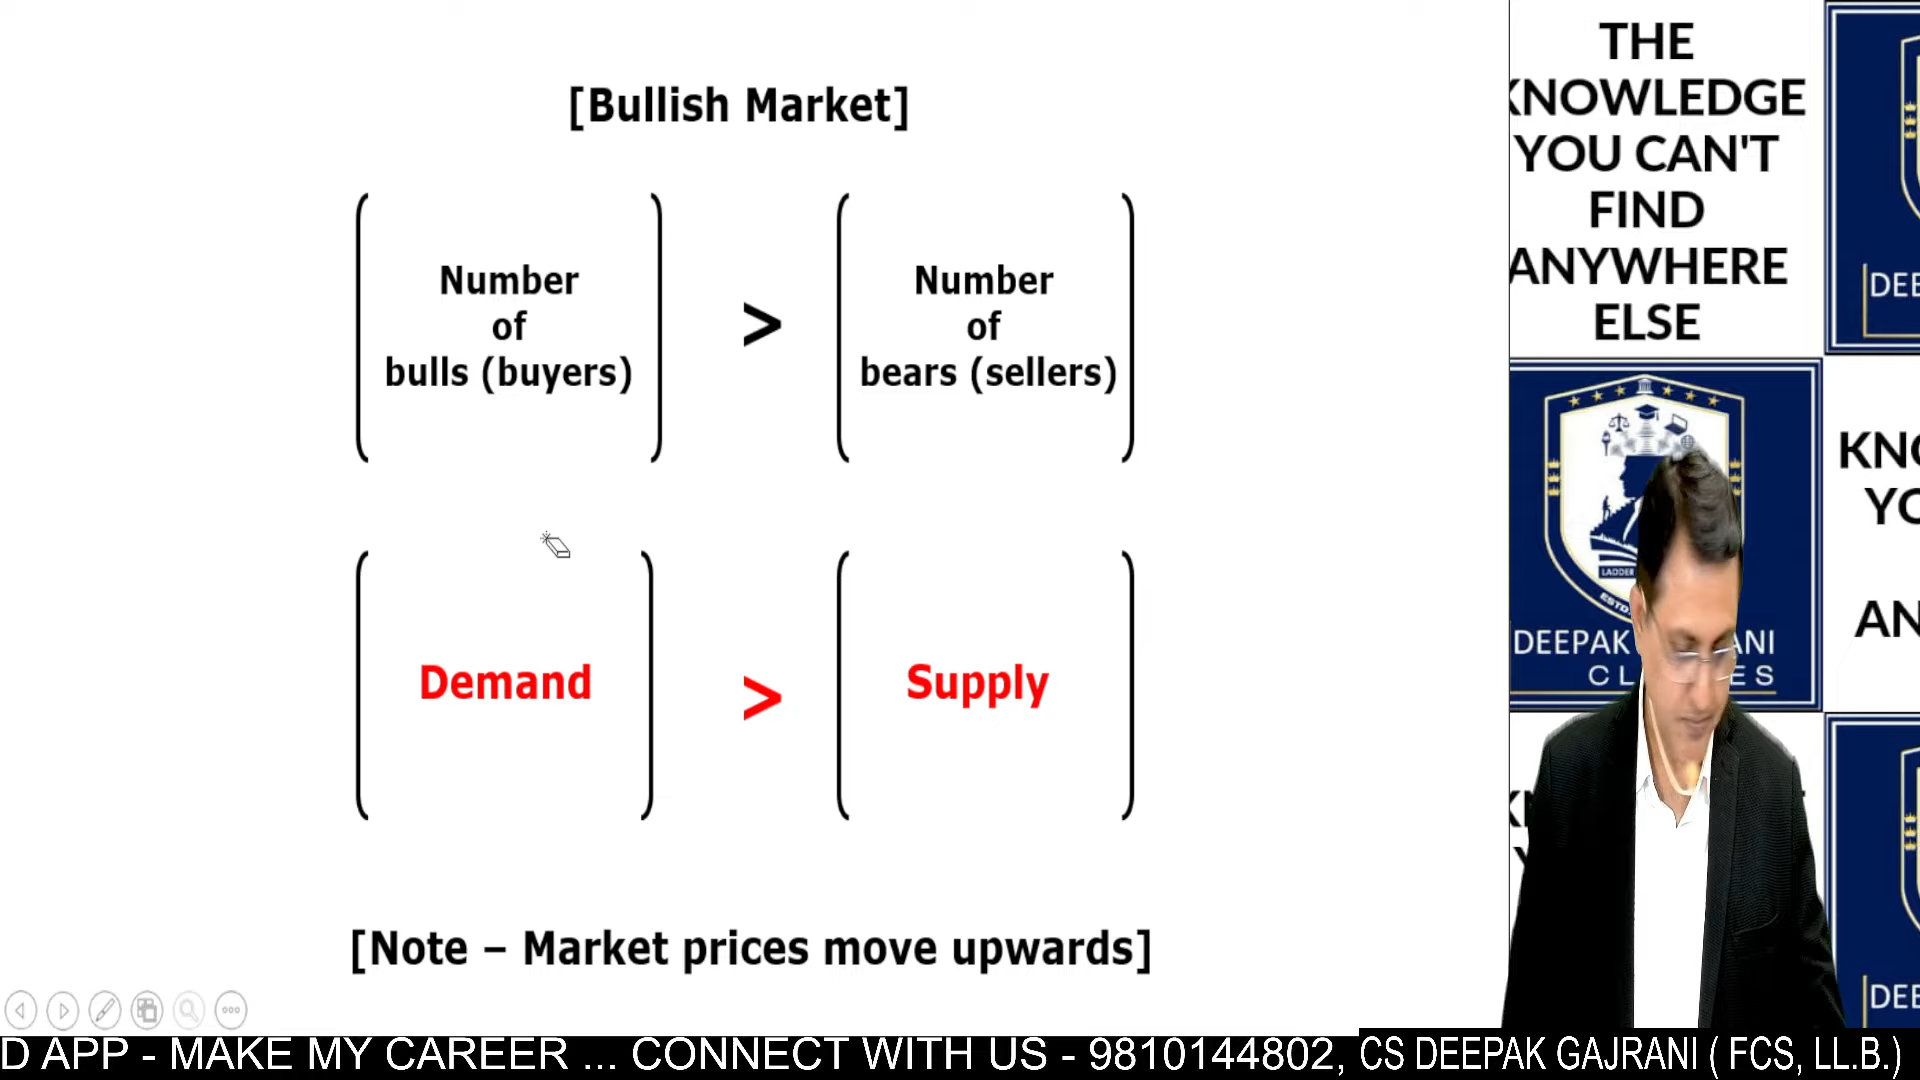 [Bullish Market]
Number
of
bulls (buyers)
>
Number
of
bears (sellers)
Demand
>
Supply
[Note – Market prices move upwards]
THE
KNOWLEDGE
YOU CAN'T
FIND
ANYWHERE
ELSE
LADDER
ESTD
DEEPAK
D APP - MAKE MY CAREER ... CONNECT WITH US - 9810144802, CS DEEPAK GAJRANI ( FCS, LL.B.)